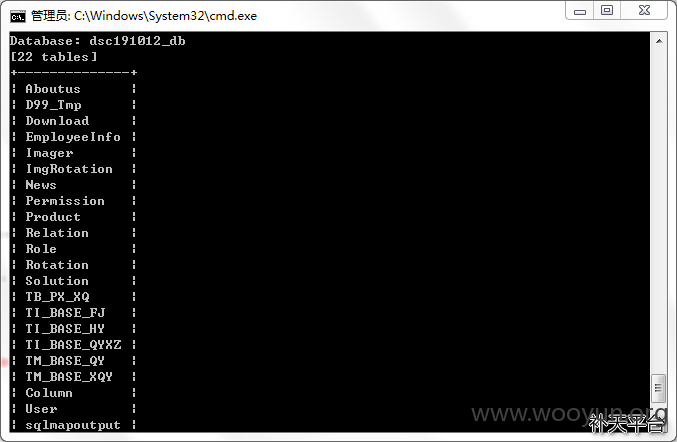 管理员: C:\Windows\System32\cmd.exe
Database: dsc191012_db
[22 tables]
+--------------+
¦ Aboutus ¦
¦ D99_Tmp ¦
¦ Download ¦
¦ EmployeeInfo ¦
¦ Imager ¦
¦ ImgRotation ¦
¦ News ¦
¦ Permission ¦
¦ Product ¦
¦ Relation ¦
¦ Role ¦
¦ Rotation ¦
¦ Solution ¦
¦ TB_PX_XQ ¦
¦ TI_BASE_FJ ¦
¦ TI_BASE_HY ¦
¦ TI_BASE_QYXZ ¦
¦ TM_BASE_QY ¦
¦ TM_BASE_XQY ¦
¦ Column ¦
¦ User ¦
¦ sqlmapoutput ¦
www.wooyun.org
补天平台